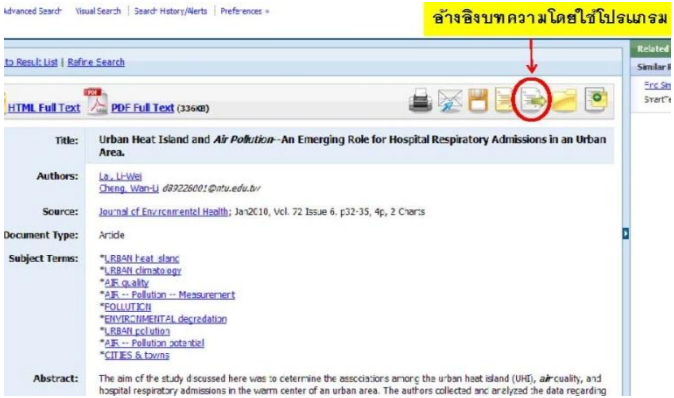 Advanced Search Visual Search Search History/Alerts Preferences »
อ้างอิงบทความโดยใช้โปรแกรม
to Result List | Refine Search
Related
Similar R
HTML Full Text PDF Full Text (336KB)
Title: Urban Heat Island and Air Pollution--An Emerging Role for Hospital Respiratory Admissions in an Urban
Area.
Authors: Lai, Li-Wei
Cheng, Wan-Li d89226001@ntu.edu.tw
Source: Journal of Environmental Health; Jan2010, Vol. 72 Issue 6, p32-35, 4p, 2 Charts
Document Type: Article
Subject Terms: *URBAN heat island
*URBAN climatology
*AIR quality
*AIR -- Pollution -- Measurement
*POLLUTION
*ENVIRONMENTAL degradation
*URBAN pollution
*AIR -- Pollution potential
*CITIES & towns
Abstract: The aim of the study discussed here was to determine the associations among the urban heat island (UHI), air quality, and
hospital respiratory admissions in the warm center of an urban area. The authors collected and analyzed the data regarding